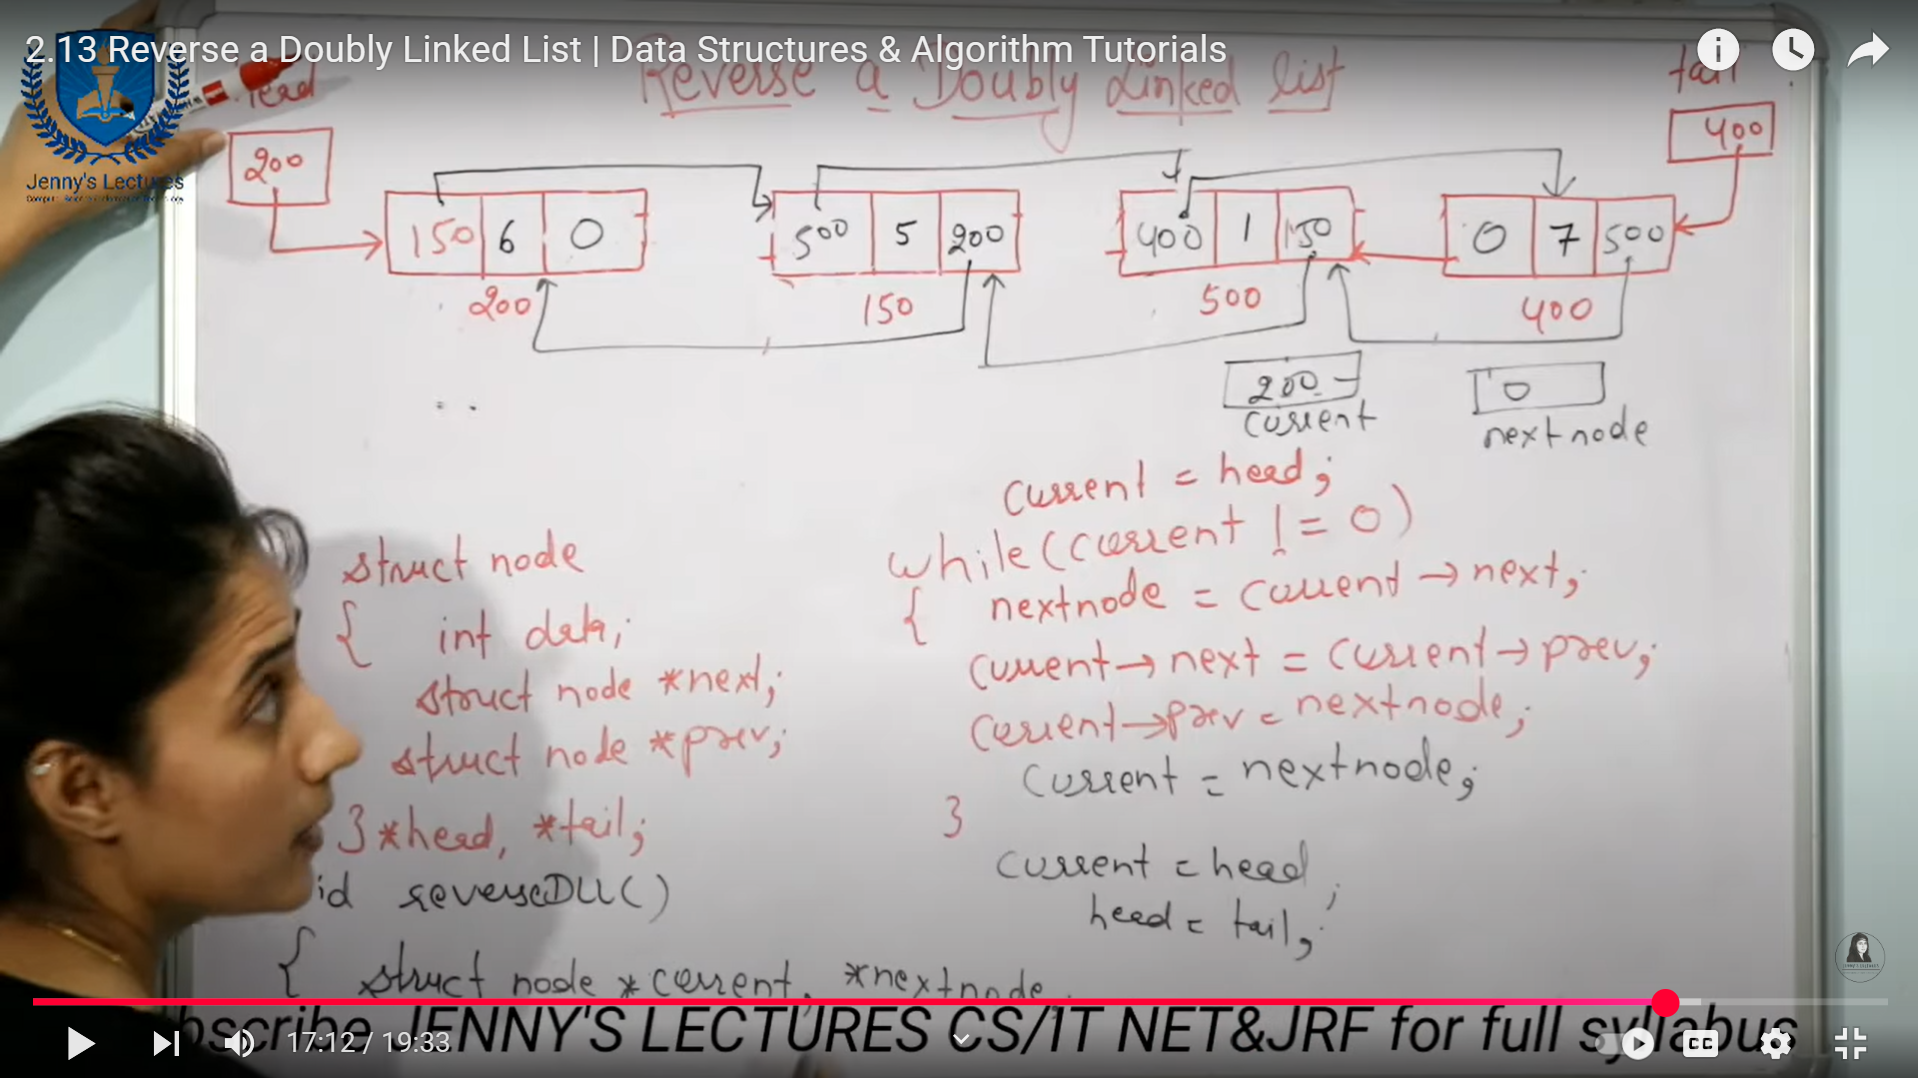 2.13 Reverse a Doubly Linked List | Data Structures & Algorithm Tutorials
Reverse a Doubly Linked list
head
tail
200
400
Jenny's Lectures
150 6 0
500 5 200
400 1 150
0 7 500
200
150
500
400
200
0
current
nextnode
current = head;
while (current != 0)
{ nextnode = current → next;
current → next = current → prev;
current → prev = nextnode;
current = nextnode;
}
current = head
head = tail;
struct node
{ int data;
struct node *next;
struct node *prev;
} *head, *tail;
id reverseDLL()
{ struct node *current, *nextnode
bscribe JENNY'S LECTURES CS/IT NET&JRF for full syllabus
17:12 / 19:33
CC